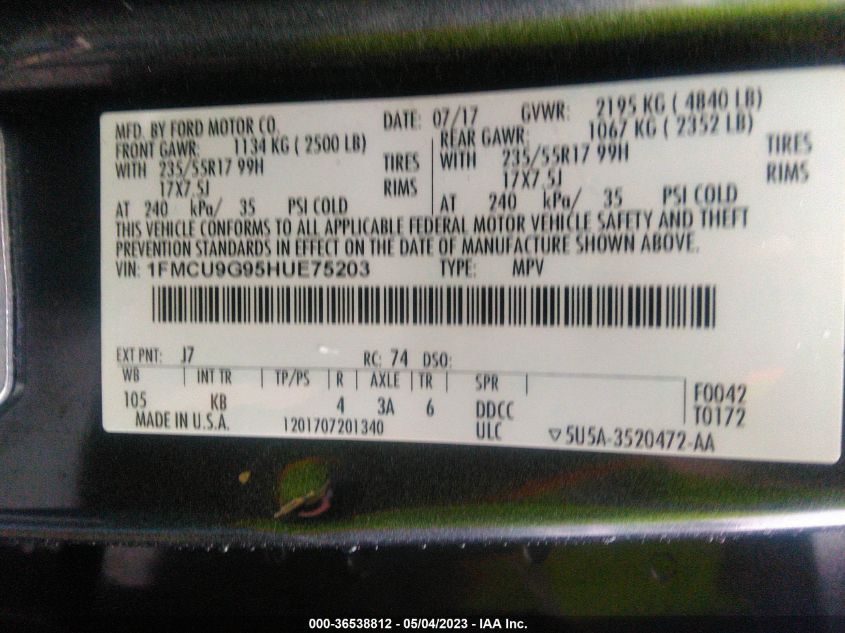 MFD. BY FORD MOTOR CO.
DATE: 07/17 GVWR: 2195 KG ( 4840 LB)
FRONT GAWR: 1134 KG ( 2500 LB)
WITH 235/55R17 99H TIRES
17X7.5J RIMS
AT 240 kPa/ 35 PSI COLD
REAR GAWR: 1067 KG ( 2352 LB)
WITH 235/55R17 99H TIRES
17X7.5J RIMS
AT 240 kPa/ 35 PSI COLD
THIS VEHICLE CONFORMS TO ALL APPLICABLE FEDERAL MOTOR VEHICLE SAFETY AND THEFT
PREVENTION STANDARDS IN EFFECT ON THE DATE OF MANUFACTURE SHOWN ABOVE.
VIN: 1FMCU9G95HUE75203 TYPE: MPV
EXT PNT: J7 RC: 74 DSO:
WB INT TR TP/PS R AXLE TR SPR
105 KB 4 3A 6 DDCC F0042
MADE IN U.S.A. 1201707201340 ULC T0172
▽5U5A-3520472-AA
000-36538812 - 05/04/2023 - IAA Inc.